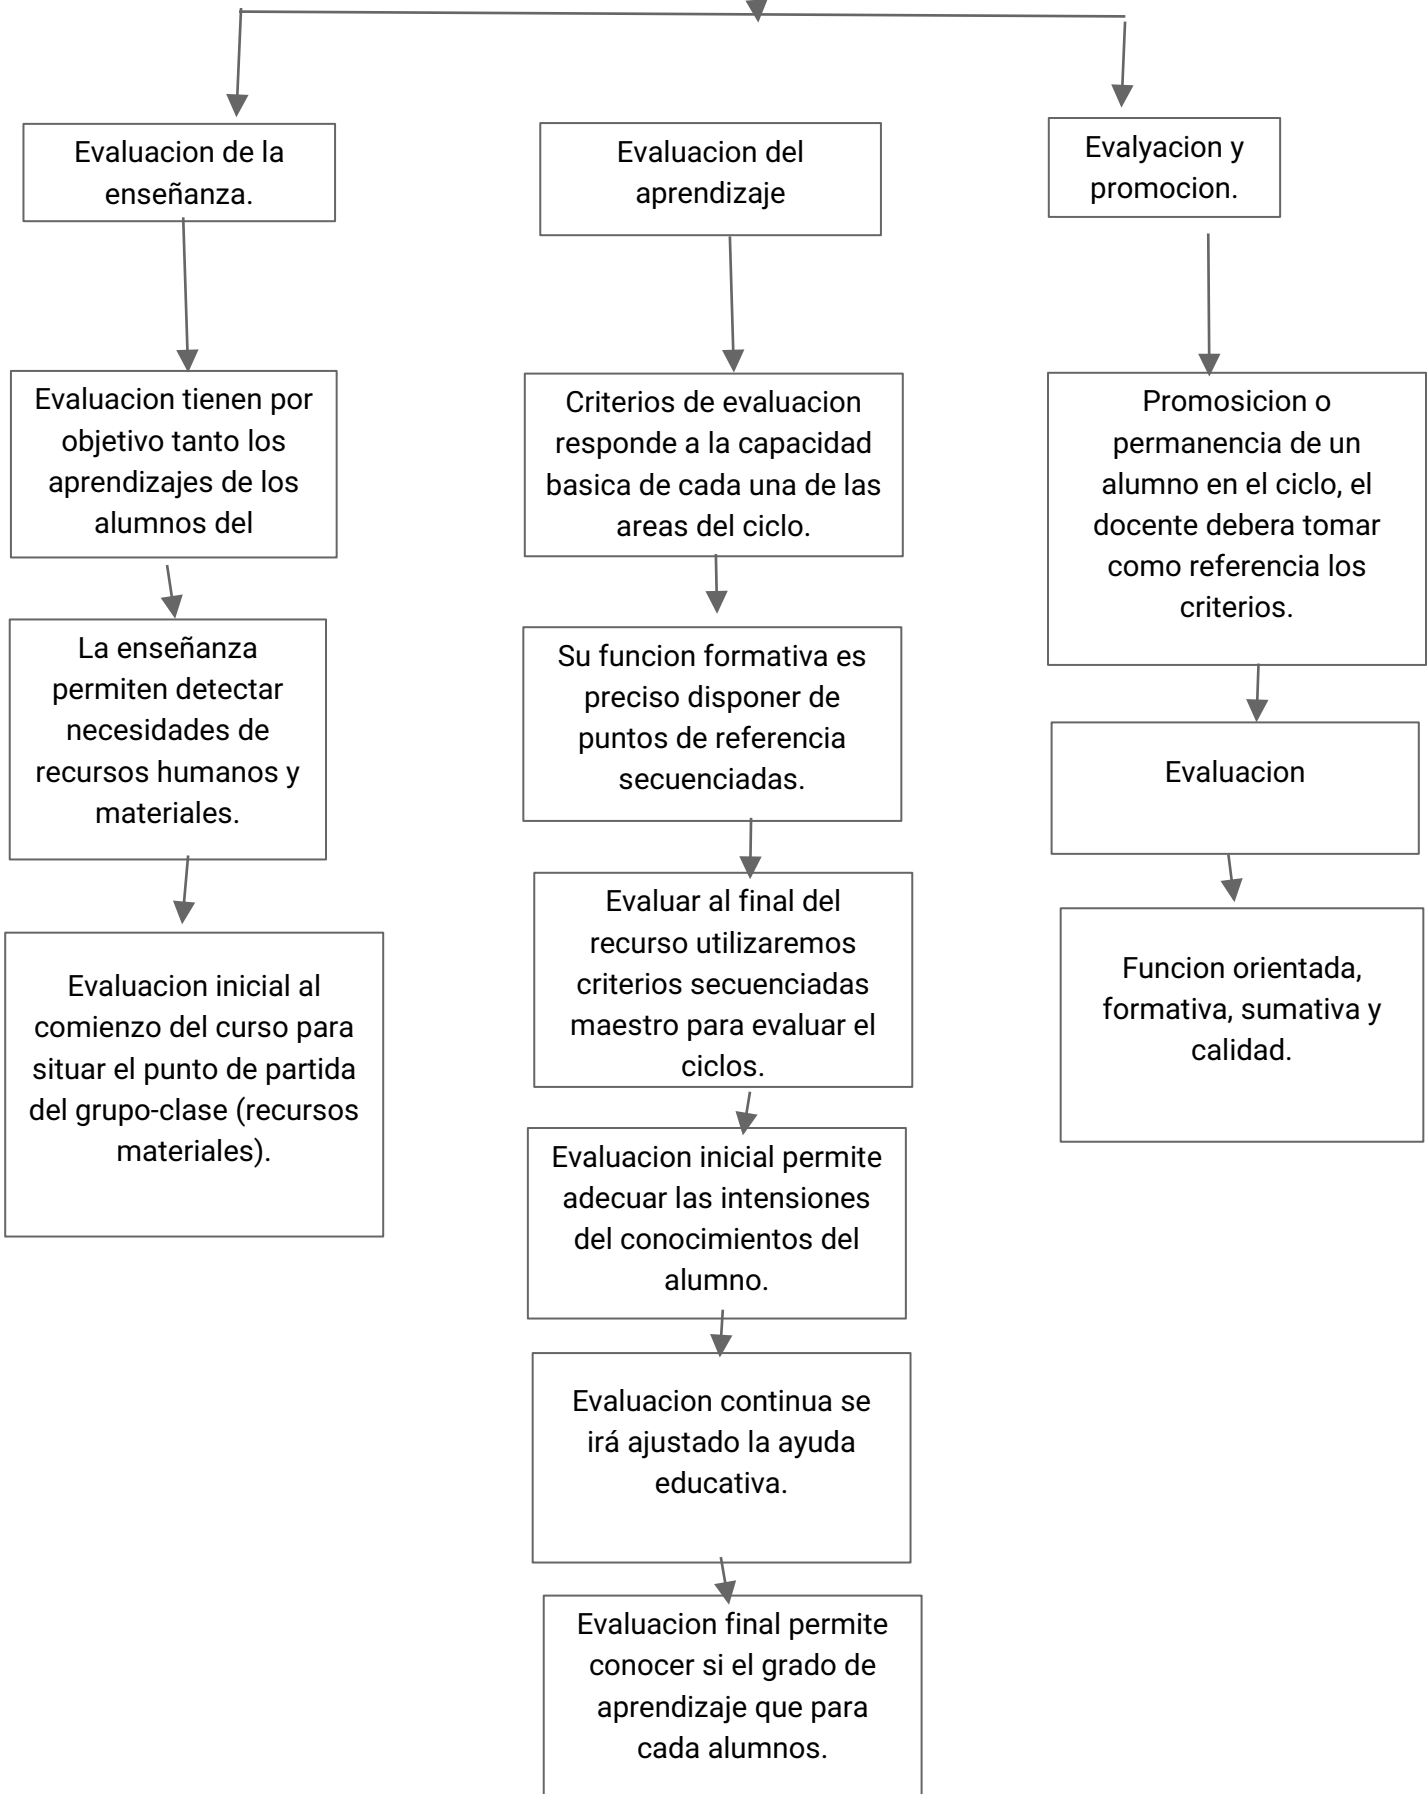 Evaluacion de la
enseñanza.
Evaluacion tienen por
objetivo tanto los
aprendizajes de los
alumnos del
La enseñanza
permiten detectar
necesidades de
recursos humanos y
materiales.
Evaluacion inicial al
comienzo del curso para
situar el punto de partida
del grupo-clase (recursos
materiales).
Evaluacion del
aprendizaje
Criterios de evaluacion
responde a la capacidad
basica de cada una de las
areas del ciclo.
Su funcion formativa es
preciso disponer de
puntos de referencia
secuenciadas.
Evaluar al final del
recurso utilizaremos
criterios secuenciadas
maestro para evaluar el
ciclos.
Evaluacion inicial permite
adecuar las intensiones
del conocimientos del
alumno.
Evaluacion continua se
irá ajustado la ayuda
educativa.
Evaluacion final permite
conocer si el grado de
aprendizaje que para
cada alumnos.
Evalyacion y
promocion.
Promosicion o
permanencia de un
alumno en el ciclo, el
docente debera tomar
como referencia los
criterios.
Evaluacion
Funcion orientada,
formativa, sumativa y
calidad.